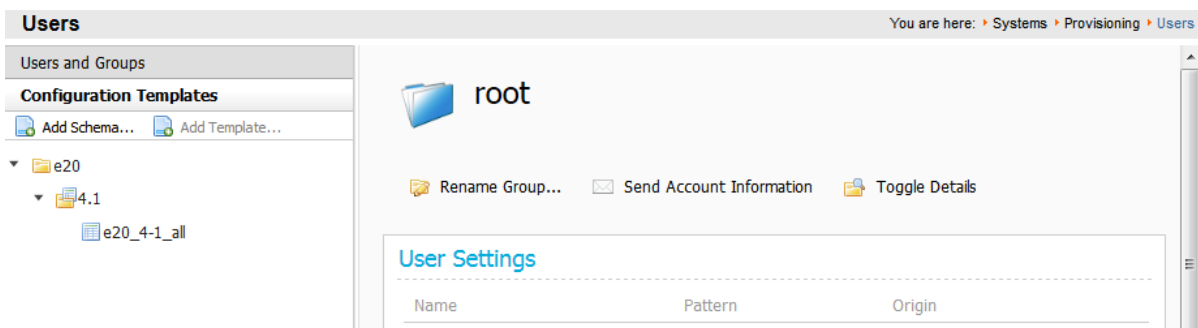 Users
You are here: Systems Provisioning Users
Users and Groups
Configuration Templates
Add Schema... Add Template...
e20
4.1
e20_4-1_all
root
Rename Group... Send Account Information Toggle Details
User Settings
Name Pattern Origin